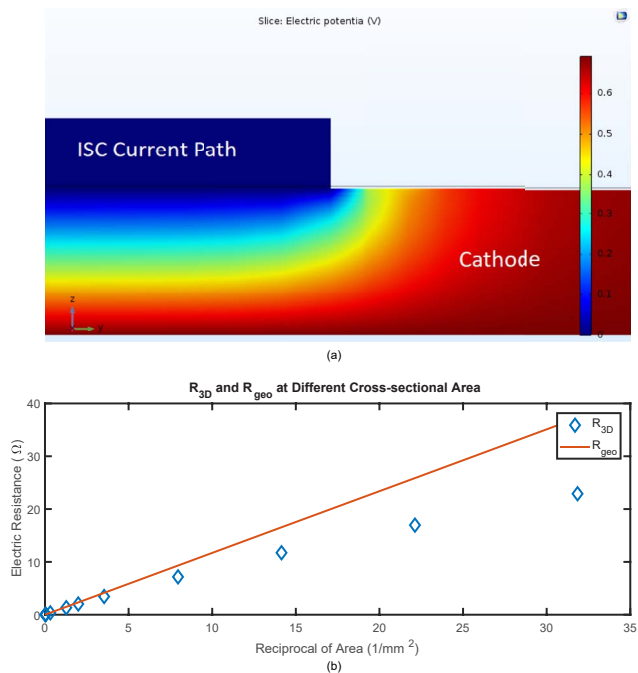 Slice: Electric potentia (V)
ISC Current Path
Cathode
0.6
0.5
0.4
0.3
0.2
0.1
0
z
y
(a)
R3D and Rgeo at Different Cross-sectional Area
Electric Resistance ( Ω)
40
30
20
10
0
R3D
Rgeo
0 5 10 15 20 25 30 35
Reciprocal of Area (1/mm 2)
(b)